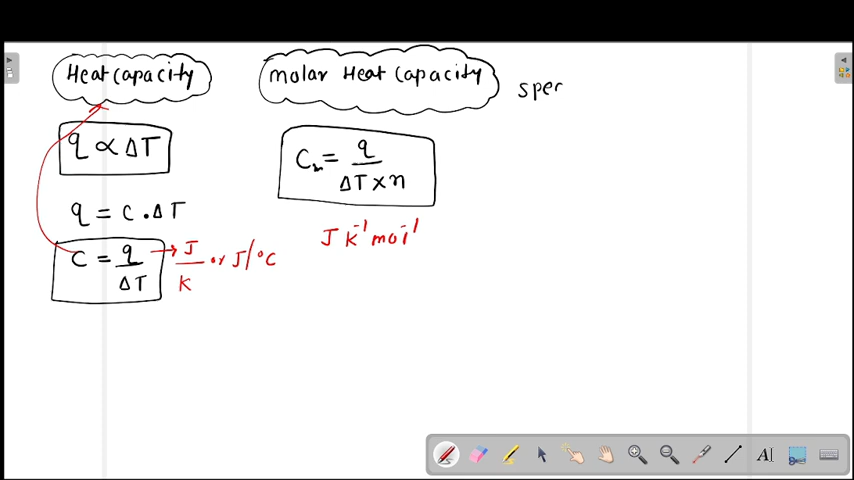 Heat capacity
molar Heat Capacity
sper
q ∝ ΔT
Cm = q / ΔT × n
q = c . ΔT
J K⁻¹ mol⁻¹
C = q / ΔT → J / K or J/°C
A